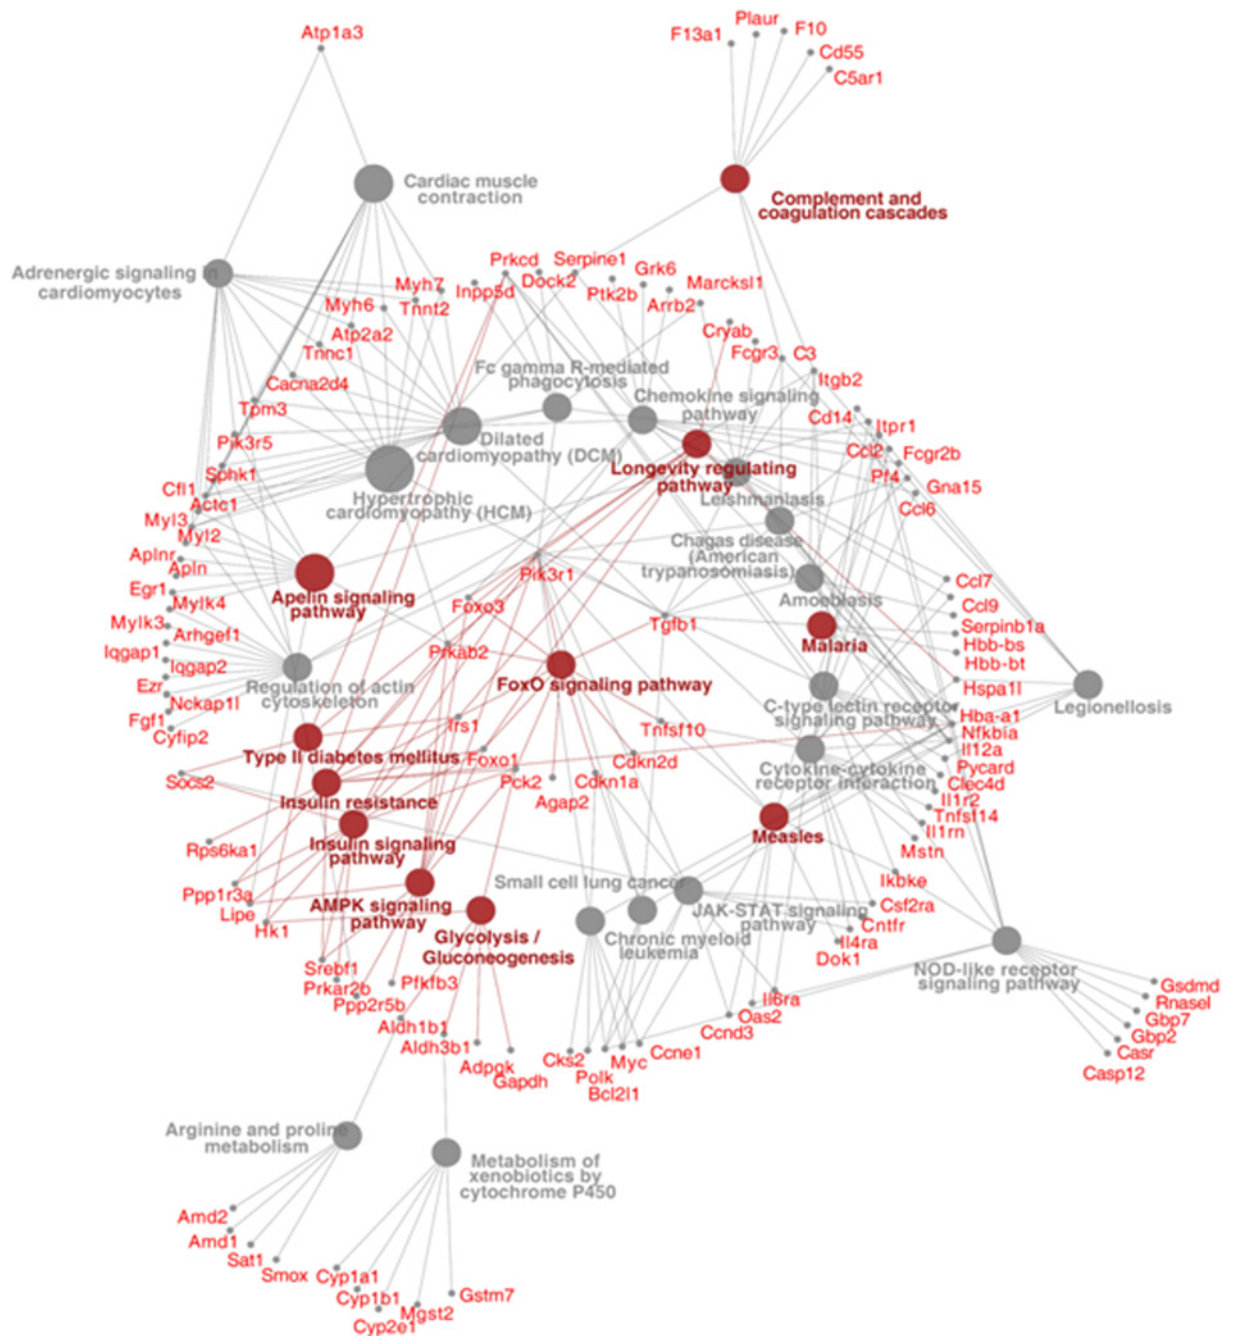 Plaur
F10
Atp1a3
F13a1
Cd55
C5ar1
Cardiac muscle
contraction
Complement and
coagulation cascades
Adrenergic signaling in
cardiomyocytes
Prkcd
Serpine1
Dock2
Grk6
Marcksl1
Myh7
Inpp5d
Ptk2b
Arrb2
Myh6
Tnnt2
Atp2a2
Cryab
Tnnc1
Fcgr3
C3
Itgb2
Cacna2d4
Fc gamma R-mediated
phagocytosis
Chemokine signaling
pathway
Tpm3
Cd14
Itpr1
Pik3r5
Dilated
cardiomyopathy (DCM)
Ccl2
Fcgr2b
Sphk1
Longevity regulating
pathway
Pf4
Gna15
Cfl1
Actc1
Hypertrophic
cardiomyopathy (HCM)
Leishmaniasis
Ccl6
Myl3
Myl2
Chagas disease
(American
trypanosomiasis)
Aplnr
Apln
Pik3r1
Ccl7
Egr1
Mylk4
Apelin signaling
pathway
Foxo3
Amoebiasis
Ccl9
Mylk3
Arhgef1
Tgfb1
Serpinb1a
Iqgap1
Iqgap2
Prkab2
Malaria
Hbb-bs
Hbb-bt
Ezr
Nckap1l
Regulation of actin
cytoskeleton
FoxO signaling pathway
Hspa1l
Fgf1
Cyfip2
Irs1
Tnfsf10
C-type lectin receptor
signaling pathway
Legionellosis
Hba-a1
Nfkbia
Il12a
Type II diabetes mellitus
Foxo1
Cdkn2d
Pycard
Socs2
Pck2
Agap2
Cdkn1a
Cytokine-cytokine
receptor interaction
Clec4d
Il1r2
Insulin resistance
Tnfsf14
Il1rn
Rps6ka1
Insulin signaling
pathway
Measles
Mstn
Ppp1r3a
Small cell lung cancer
Ikbke
Lipe
AMPK signaling
pathway
JAK-STAT signaling
pathway
Csf2ra
Cntfr
Hk1
Glycolysis /
Gluconeogenesis
Chronic myeloid
leukemia
Il4ra
Dok1
Srebf1
Prkar2b
Pfkfb3
NOD-like receptor
signaling pathway
Gsdmd
Ppp2r5b
Il6ra
Rnasel
Aldh1b1
Oas2
Gbp7
Aldh3b1
Ccnd3
Gbp2
Adpgk
Gapdh
Cks2
Polk
Myc
Ccne1
Casr
Bcl2l1
Casp12
Arginine and proline
metabolism
Metabolism of
xenobiotics by
cytochrome P450
Amd2
Amd1
Sat1
Smox
Cyp1a1
Cyp1b1
Cyp2e1
Mgst2
Gstm7